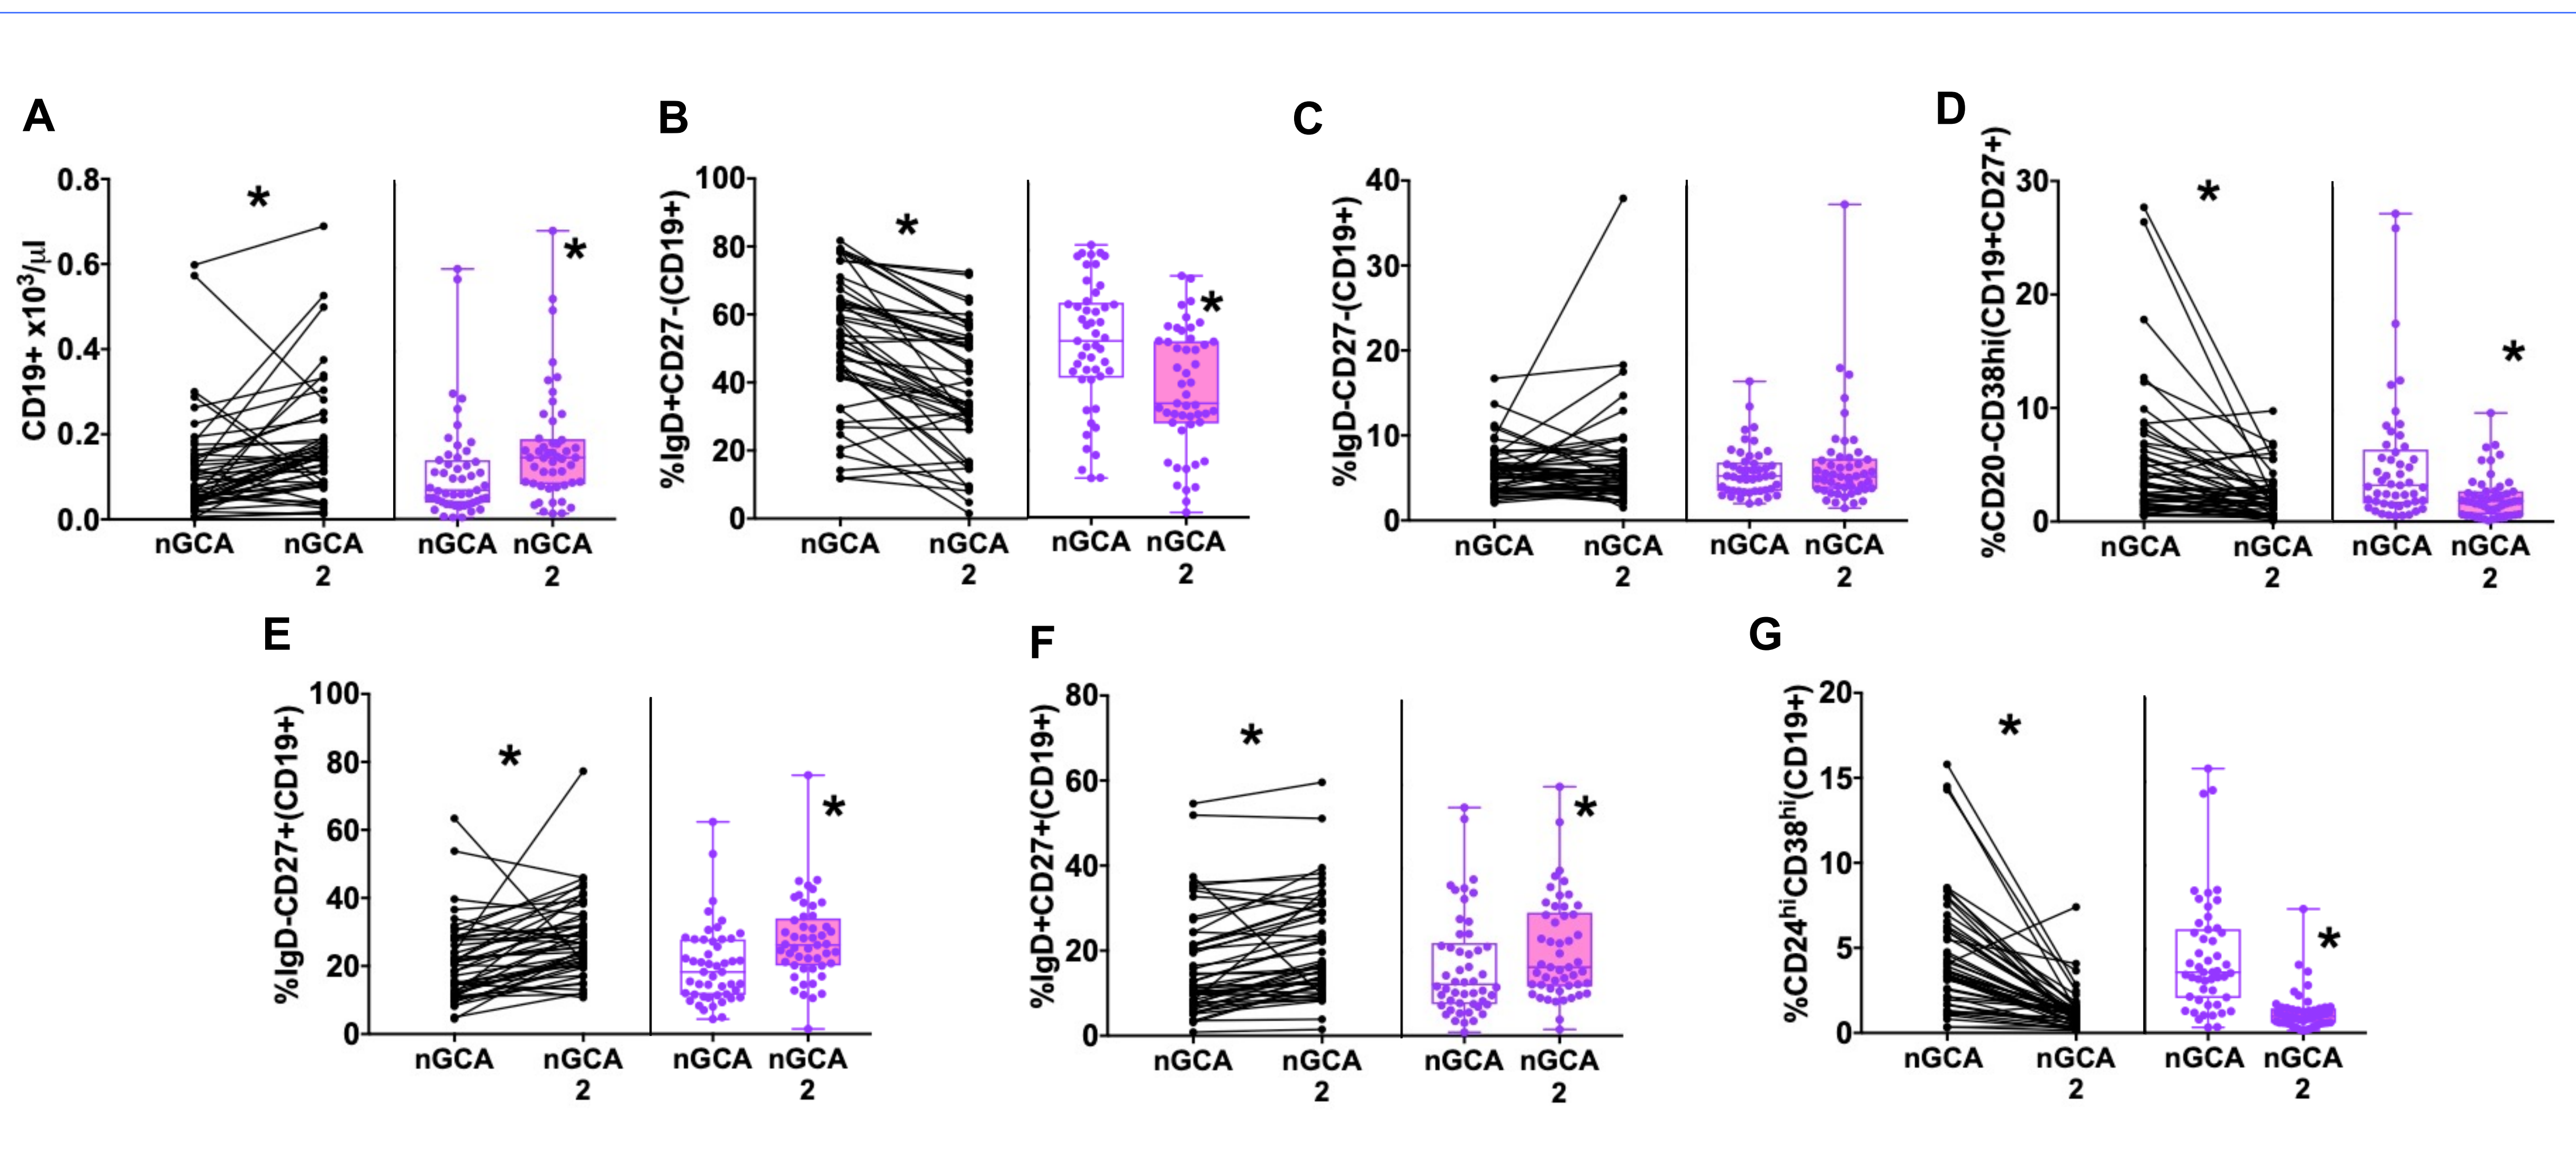 A
B
C
D
CD19+ x10³/µl
0.8
0.6
0.4
0.2
0.0
*
*
nGCA
nGCA
2
nGCA
nGCA
2
%IgD+CD27-(CD19+)
100
80
60
40
20
0
*
*
nGCA
nGCA
2
nGCA
nGCA
2
%IgD-CD27-(CD19+)
40
30
20
10
0
nGCA
nGCA
2
nGCA
nGCA
2
%CD20-CD38hi(CD19+CD27+)
30
20
10
0
*
*
nGCA
nGCA
2
nGCA
nGCA
2
E
F
G
%IgD-CD27+(CD19+)
100
80
60
40
20
0
*
*
nGCA
nGCA
2
nGCA
nGCA
2
%IgD+CD27+(CD19+)
80
60
40
20
0
*
*
nGCA
nGCA
2
nGCA
nGCA
2
%CD24ʰⁱCD38ʰⁱ(CD19+)
20
15
10
5
0
*
*
nGCA
nGCA
2
nGCA
nGCA
2